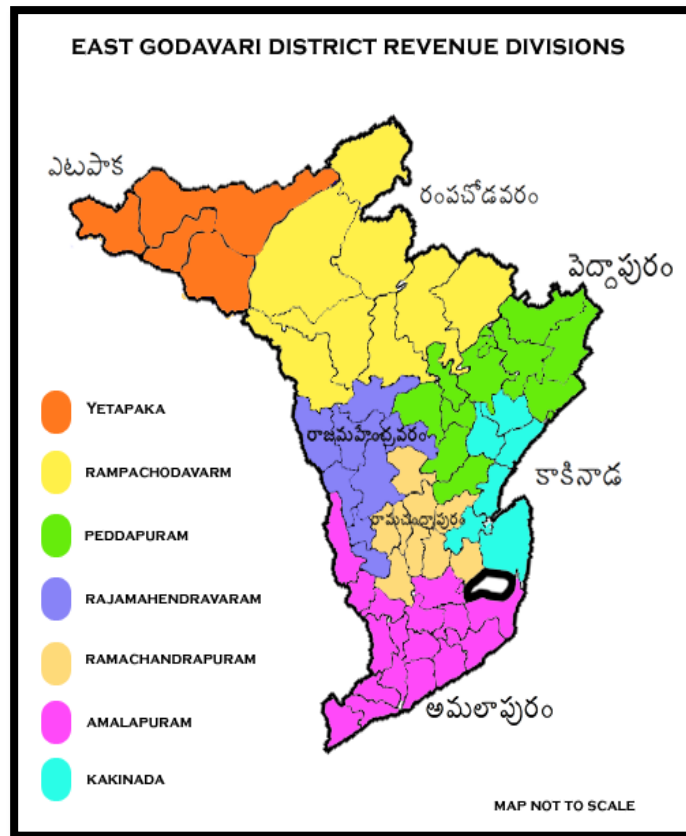 EAST GODAVARI DISTRICT REVENUE DIVISIONS
ఎటపాక
రంపచోడవరం
పెద్దాపురం
రాజమహేంద్రవరం
కాకినాడ
రామచంద్రాపురం
అమలాపురం
YETAPAKA
RAMPACHODAVARM
PEDDAPURAM
RAJAMAHENDRAVARAM
RAMACHANDRAPURAM
AMALAPURAM
KAKINADA
MAP NOT TO SCALE